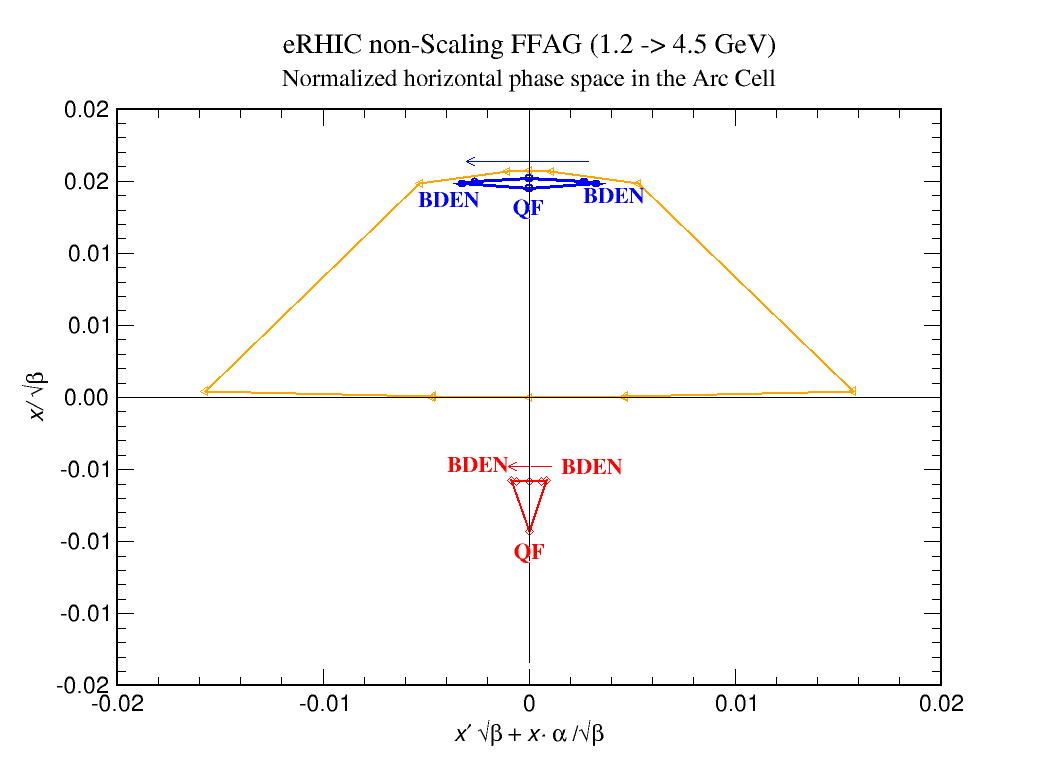 eRHIC non-Scaling FFAG (1.2 -> 4.5 GeV)
Normalized horizontal phase space in the Arc Cell
0.02
0.02
BDEN
QF
BDEN
0.01
0.01
0.00
x/√β
-0.01
BDEN
BDEN
-0.01
QF
-0.01
-0.02
-0.02
-0.01
0
0.01
0.02
x′ √β + x· α /√β